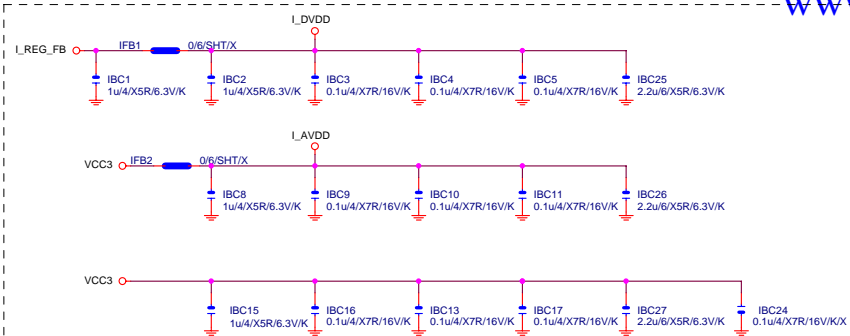 I_DVDD
I_REG_FB
IFB1
0/6/SHT/X
IBC1
1u/4/X5R/6.3V/K
IBC2
1u/4/X5R/6.3V/K
IBC3
0.1u/4/X7R/16V/K
IBC4
0.1u/4/X7R/16V/K
IBC5
0.1u/4/X7R/16V/K
IBC25
2.2u/6/X5R/6.3V/K
I_AVDD
VCC3
IFB2
0/6/SHT/X
IBC8
1u/4/X5R/6.3V/K
IBC9
0.1u/4/X7R/16V/K
IBC10
0.1u/4/X7R/16V/K
IBC11
0.1u/4/X7R/16V/K
IBC26
2.2u/6/X5R/6.3V/K
VCC3
IBC15
1u/4/X5R/6.3V/K
IBC16
0.1u/4/X7R/16V/K
IBC13
0.1u/4/X7R/16V/K
IBC17
0.1u/4/X7R/16V/K
IBC27
2.2u/6/X5R/6.3V/K
IBC24
0.1u/4/X7R/16V/K/X